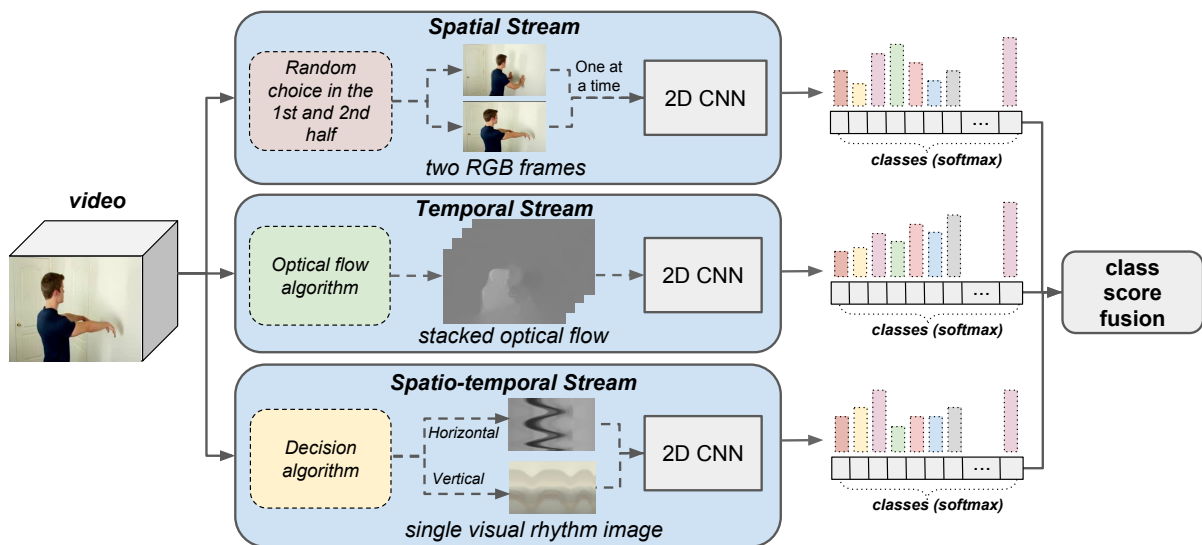 Spatial Stream
Random
choice in the
1st and 2nd
half
One at
a time
2D CNN
two RGB frames
...
classes (softmax)
video
Temporal Stream
Optical flow
algorithm
2D CNN
stacked optical flow
...
classes (softmax)
class
score
fusion
Spatio-temporal Stream
Decision
algorithm
Horizontal
Vertical
2D CNN
single visual rhythm image
...
classes (softmax)